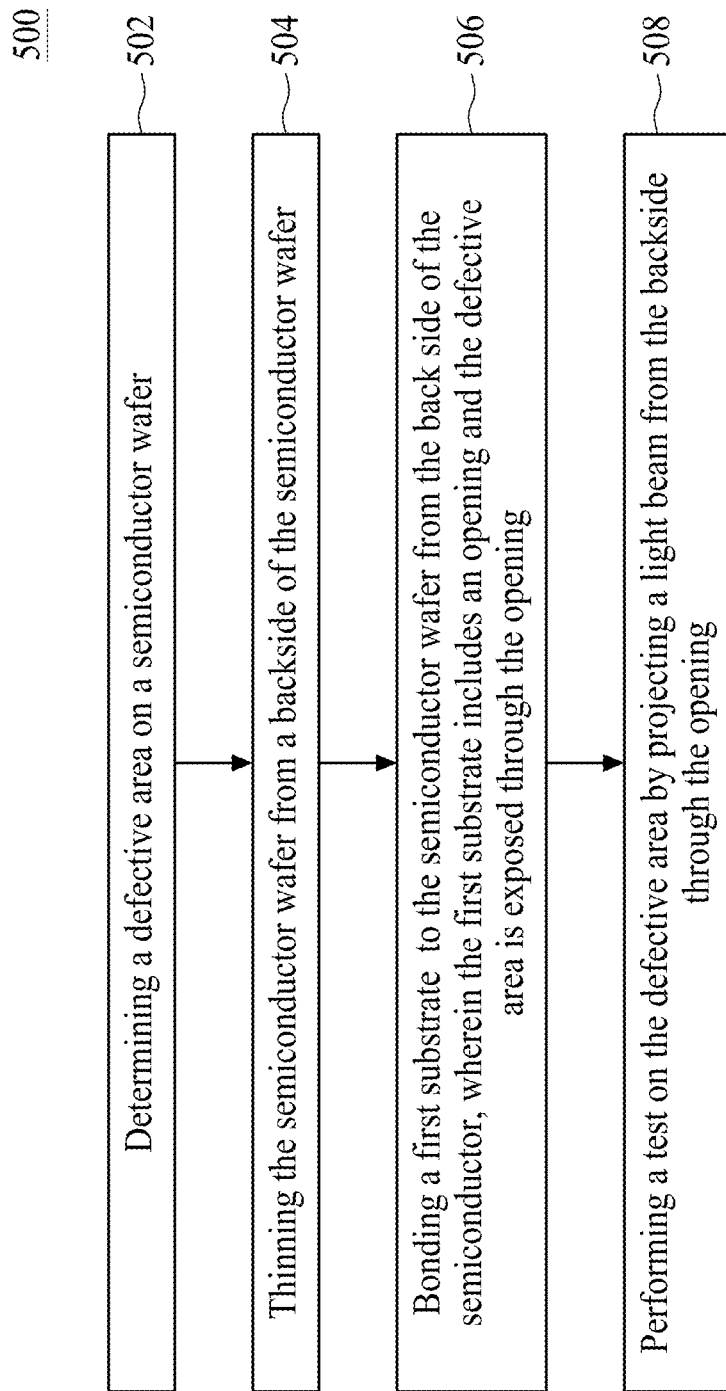 500
Determining a defective area on a semiconductor wafer
502
Thinning the semiconductor wafer from a backside of the semiconductor wafer
504
Bonding a first substrate to the semiconductor wafer from the back side of the
semiconductor, wherein the first substrate includes an opening and the defective
area is exposed through the opening
506
Performing a test on the defective area by projecting a light beam from the backside
through the opening
508